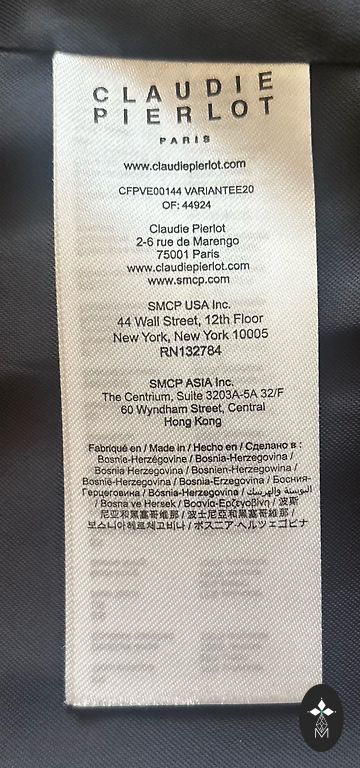 CLAUDIE
PIERLOT
PARIS
www.claudiepierlot.com
CFPVE00144 VARIANTEE20
OF: 44924
Claudie Pierlot
2-6 rue de Marengo
75001 Paris
www.claudiepierlot.com
www.smcp.com
SMCP USA Inc.
44 Wall Street, 12th Floor
New York, New York 10005
RN132784
SMCP ASIA Inc.
The Centrium, Suite 3203A-5A 32/F
60 Wyndham Street, Central
Hong Kong
Fabriqué en / Made in / Hecho en / Сделано в :
Bosnie-Herzégovine / Bosnia-Herzegovina /
Bosnia Herzegovina / Bosnien-Herzegowina /
Bosnië-Herzegovina / Bosnia-Erzegovina / Босния-
Герцеговина / Bósnia-Herzegovina / البوسنة والهرسك
/ Bosna ve Hersek / Βοσνία-Ερζεγοβίνη / 波斯
尼亚和黑塞哥维那 / 波士尼亞和黑塞哥維那 /
보스니아헤르체고비나 / ボスニア·ヘルツェゴビナ